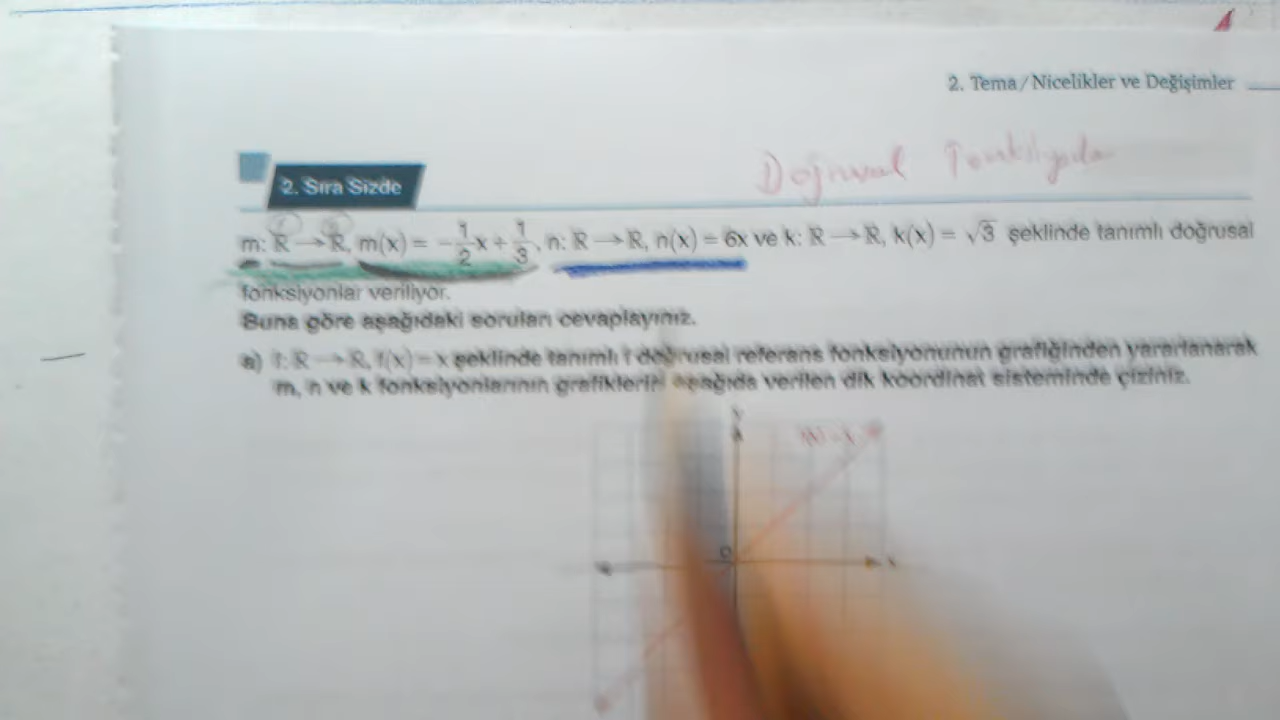 2. Tema/Nicelikler ve Değişimler
Doğrusal Fonksiyonlar
2. Sıra Sizde
m: ℝ → ℝ, m(x) = -1/2x + 1/3, n: ℝ → ℝ, n(x) = 6x ve k: ℝ → ℝ, k(x) = √3 şeklinde tanımlı doğrusal
fonksiyonlar veriliyor.
Buna göre aşağıdaki soruları cevaplayınız.
a) f: ℝ → ℝ, f(x) = x şeklinde tanımlı f doğrusal referans fonksiyonunun grafiğinden yararlanarak
m, n ve k fonksiyonlarının grafiklerini aşağıda verilen dik koordinat sisteminde çiziniz.
y
O
x